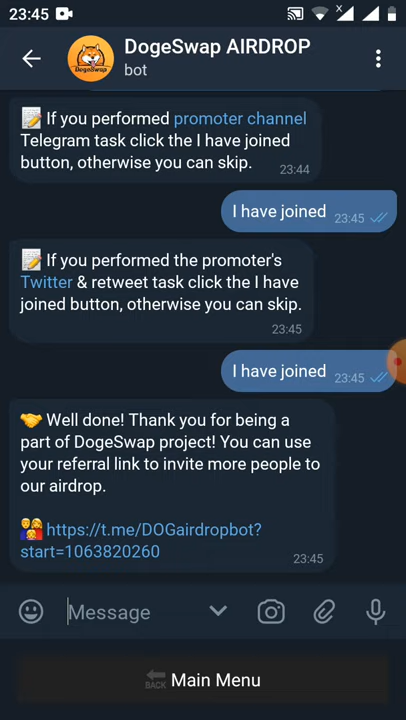 23:45
DogeSwap AIRDROP
bot
DogeSwap
If you performed promoter channel
Telegram task click the I have joined
button, otherwise you can skip.
23:44
I have joined
23:45
If you performed the promoter's
Twitter & retweet task click the I have
joined button, otherwise you can skip.
23:45
I have joined
23:45
Well done! Thank you for being a
part of DogeSwap project! You can use
your referral link to invite more people to
our airdrop.
https://t.me/DOGairdropbot?
start=1063820260
23:45
Message
BACK Main Menu